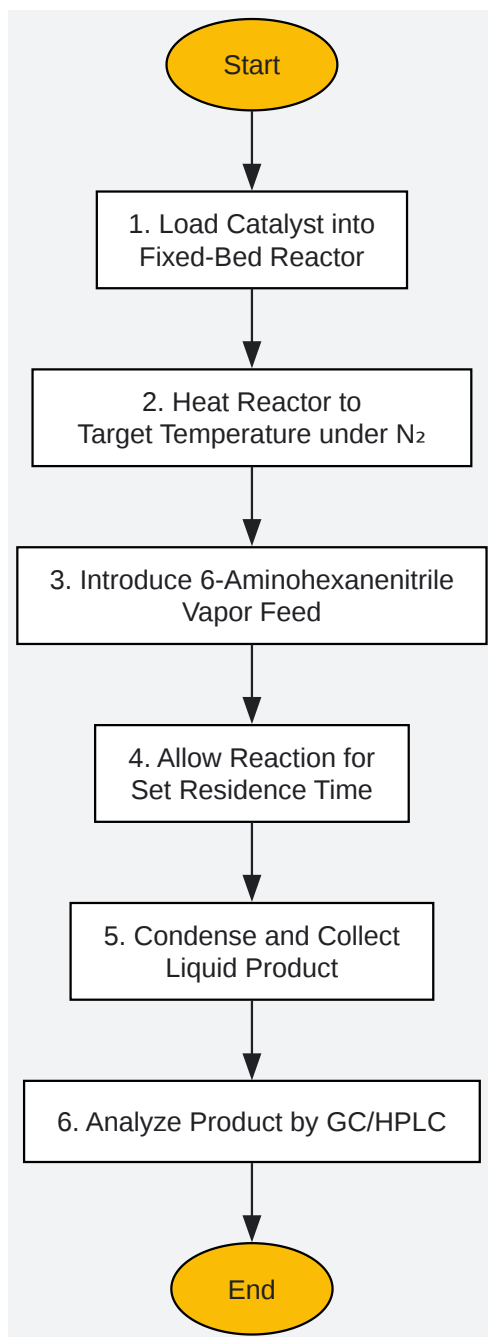 Start
1. Load Catalyst into
Fixed-Bed Reactor
2. Heat Reactor to
Target Temperature under N₂
3. Introduce 6-Aminohexanenitrile
Vapor Feed
4. Allow Reaction for
Set Residence Time
5. Condense and Collect
Liquid Product
6. Analyze Product by GC/HPLC
End